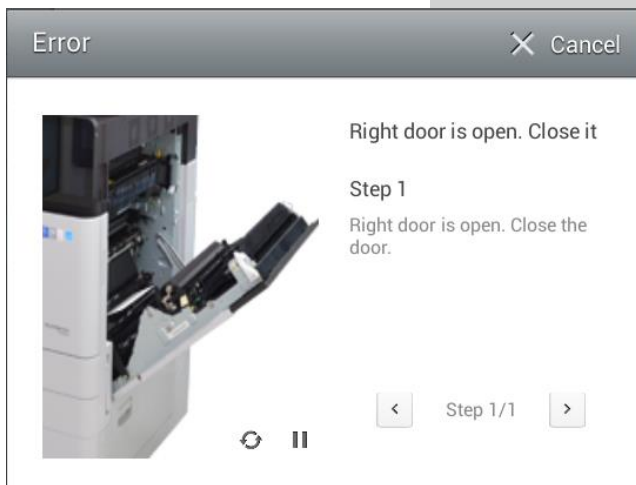 Error
Cancel
Right door is open. Close it
Step 1
Right door is open. Close the
door.
Step 1/1